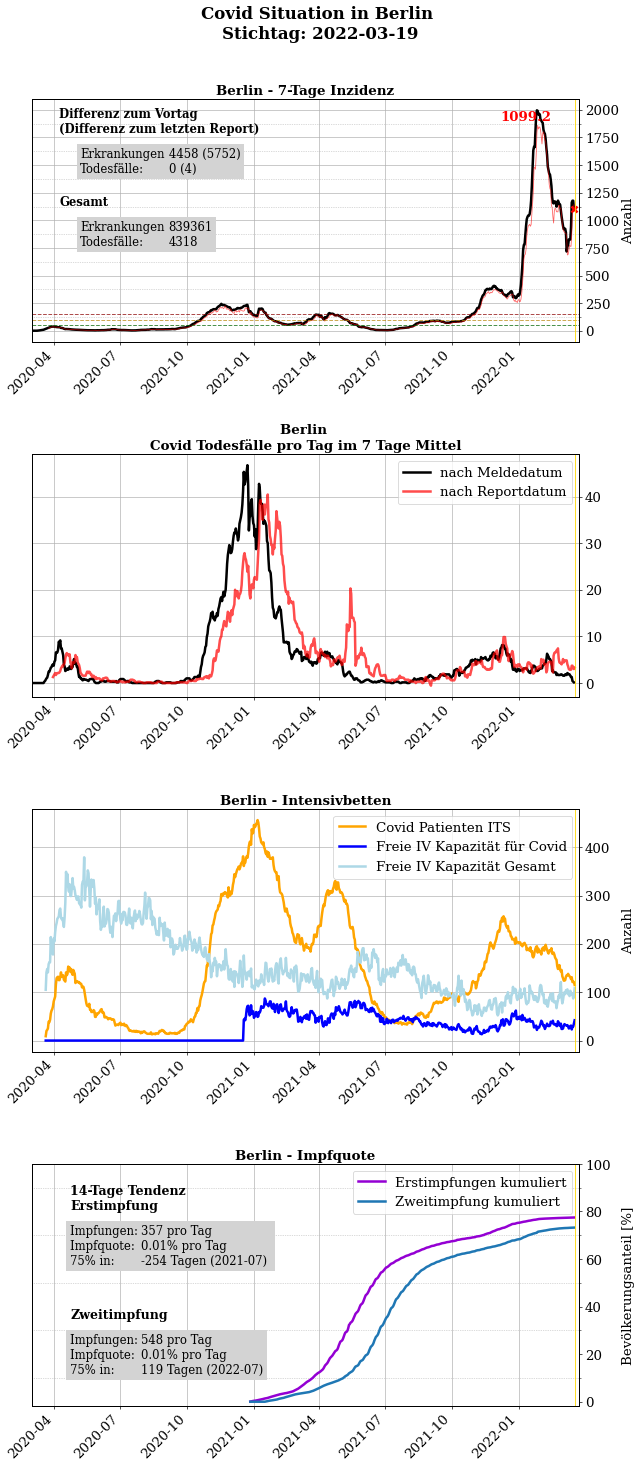 Covid Situation in Berlin
Stichtag: 2022-03-19
Berlin - 7-Tage Inzidenz
Differenz zum Vortag
(Differenz zum letzten Report)
Erkrankungen 4458 (5752)
Todesfälle: 0 (4)
Gesamt
Erkrankungen 839361
Todesfälle: 4318
1099.2
2000
1750
1500
1250
1000
750
500
250
0
Anzahl
2020-04
2020-07
2020-10
2021-01
2021-04
2021-07
2021-10
2022-01
Berlin
Covid Todesfälle pro Tag im 7 Tage Mittel
nach Meldedatum
nach Reportdatum
40
30
20
10
0
2020-04
2020-07
2020-10
2021-01
2021-04
2021-07
2021-10
2022-01
Berlin - Intensivbetten
Covid Patienten ITS
Freie IV Kapazität für Covid
Freie IV Kapazität Gesamt
400
300
200
100
0
Anzahl
2020-04
2020-07
2020-10
2021-01
2021-04
2021-07
2021-10
2022-01
Berlin - Impfquote
14-Tage Tendenz
Erstimpfung
Impfungen: 357 pro Tag
Impfquote: 0.01% pro Tag
75% in: -254 Tagen (2021-07)
Zweitimpfung
Impfungen: 548 pro Tag
Impfquote: 0.01% pro Tag
75% in: 119 Tagen (2022-07)
Erstimpfungen kumuliert
Zweitimpfung kumuliert
100
80
60
40
20
0
Bevölkerungsanteil [%]
2020-04
2020-07
2020-10
2021-01
2021-04
2021-07
2021-10
2022-01